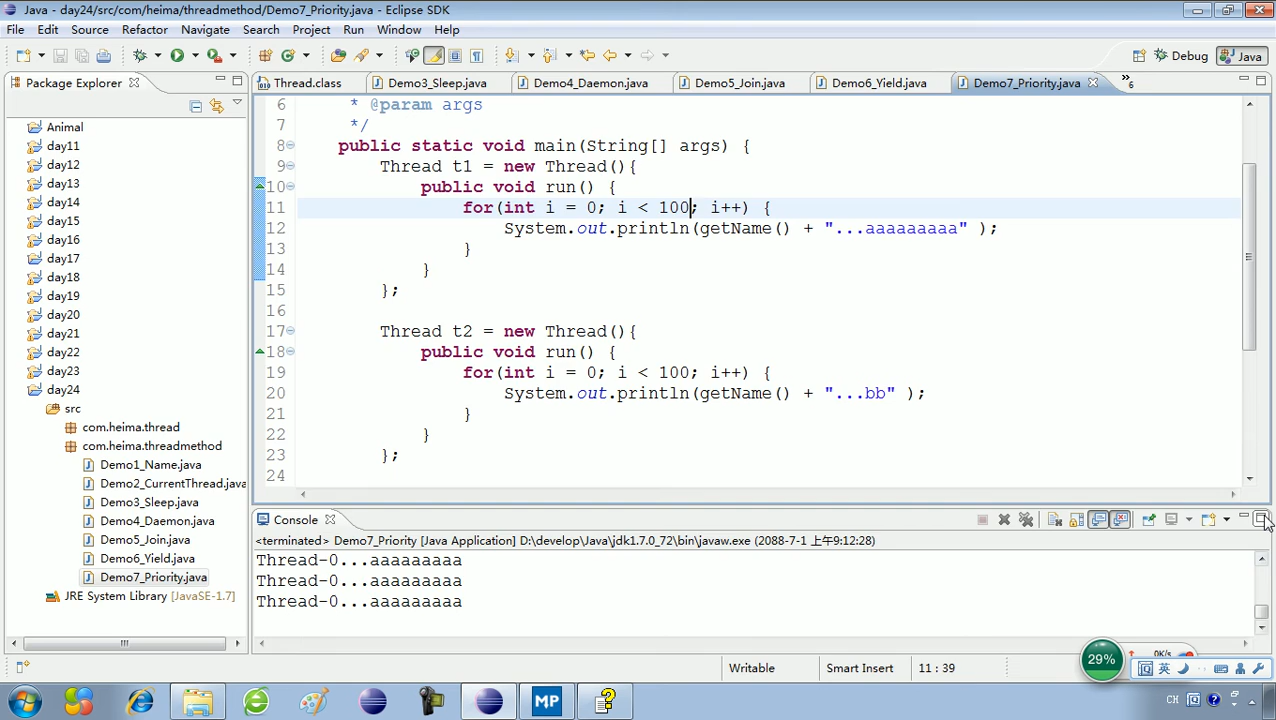 Java - day24/src/com/heima/threadmethod/Demo7_Priority.java - Eclipse SDK
File Edit Source Refactor Navigate Search Project Run Window Help
Debug Java
Package Explorer
Thread.class Demo3_Sleep.java Demo4_Daemon.java Demo5_Join.java Demo6_Yield.java Demo7_Priority.java »6
Animal
day11
day12
day13
day14
day15
day16
day17
day18
day19
day20
day21
day22
day23
day24
src
com.heima.thread
com.heima.threadmethod
Demo1_Name.java
Demo2_CurrentThread.java
Demo3_Sleep.java
Demo4_Daemon.java
Demo5_Join.java
Demo6_Yield.java
Demo7_Priority.java
JRE System Library [JavaSE-1.7]
6 * @param args
7 */
8 public static void main(String[] args) {
9 Thread t1 = new Thread(){
10 public void run() {
11 for(int i = 0; i < 100; i++) {
12 System.out.println(getName() + "...aaaaaaaaa" );
13 }
14 }
15 };
16
17 Thread t2 = new Thread(){
18 public void run() {
19 for(int i = 0; i < 100; i++) {
20 System.out.println(getName() + "...bb" );
21 }
22 }
23 };
24
Console
<terminated> Demo7_Priority [Java Application] D:\develop\Java\jdk1.7.0_72\bin\javaw.exe (2088-7-1 上午9:12:28)
Thread-0...aaaaaaaaa
Thread-0...aaaaaaaaa
Thread-0...aaaaaaaaa
Writable Smart Insert 11 : 39
29%
0K/s
英
MP
CH